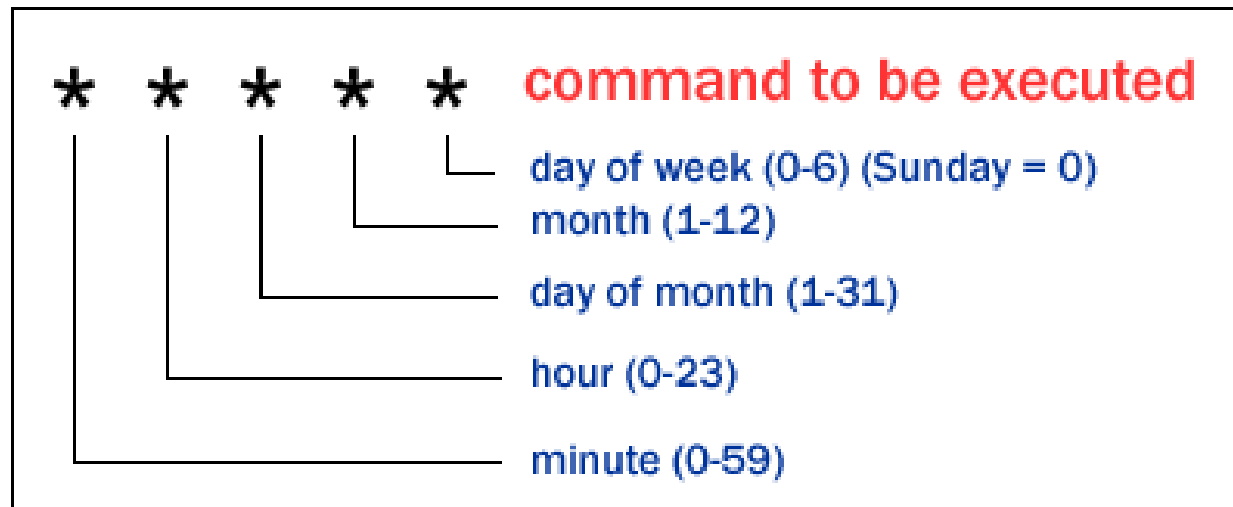 * * * * * command to be executed
day of week (0-6) (Sunday = 0)
month (1-12)
day of month (1-31)
hour (0-23)
minute (0-59)